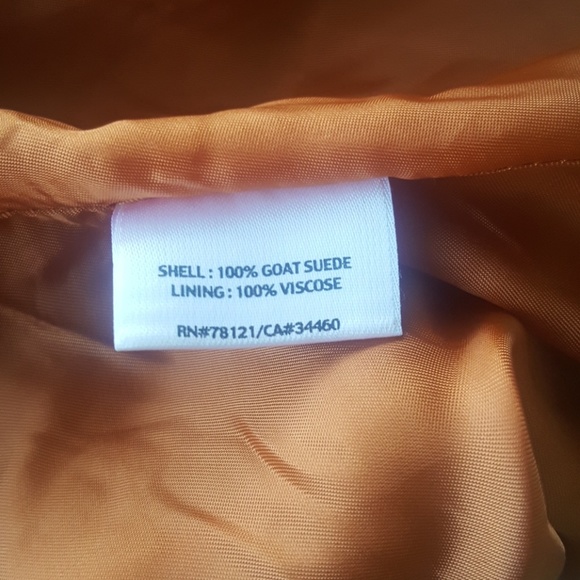 SHELL : 100% GOAT SUEDE
LINING : 100% VISCOSE
RN#78121/CA#34460